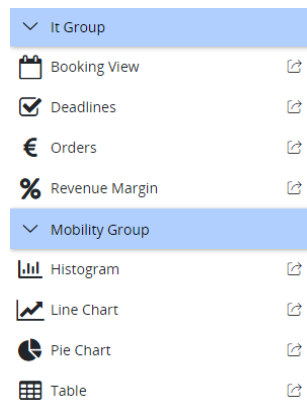 It Group
Booking View
Deadlines
€ Orders
% Revenue Margin
Mobility Group
Histogram
Line Chart
Pie Chart
Table